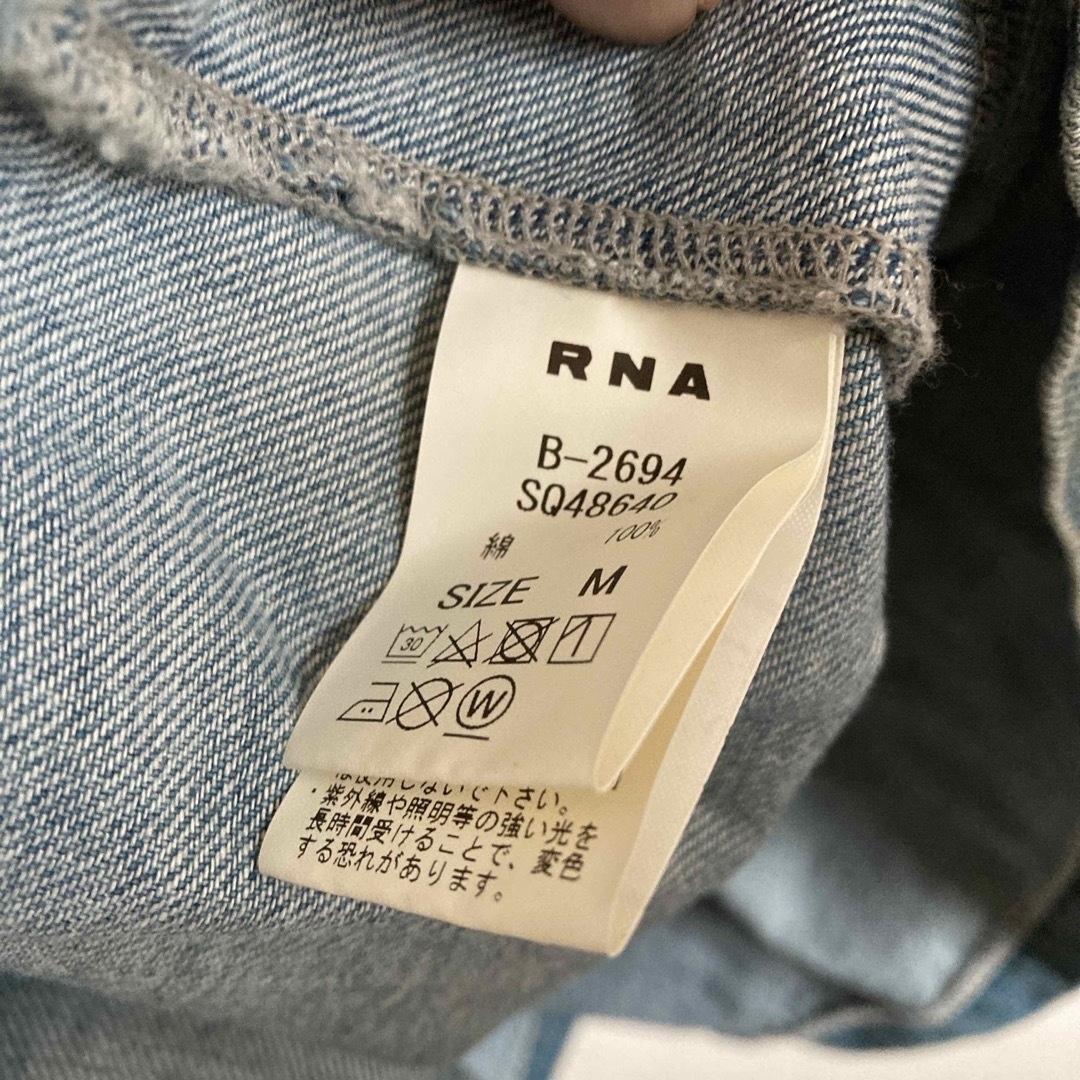 RNA
B-2694
SQ48640
綿 100%
SIZE M
30
W
は使用しないで下さい。
・紫外線や照明等の強い光を
長時間受けることで、変色
する恐れがあります。